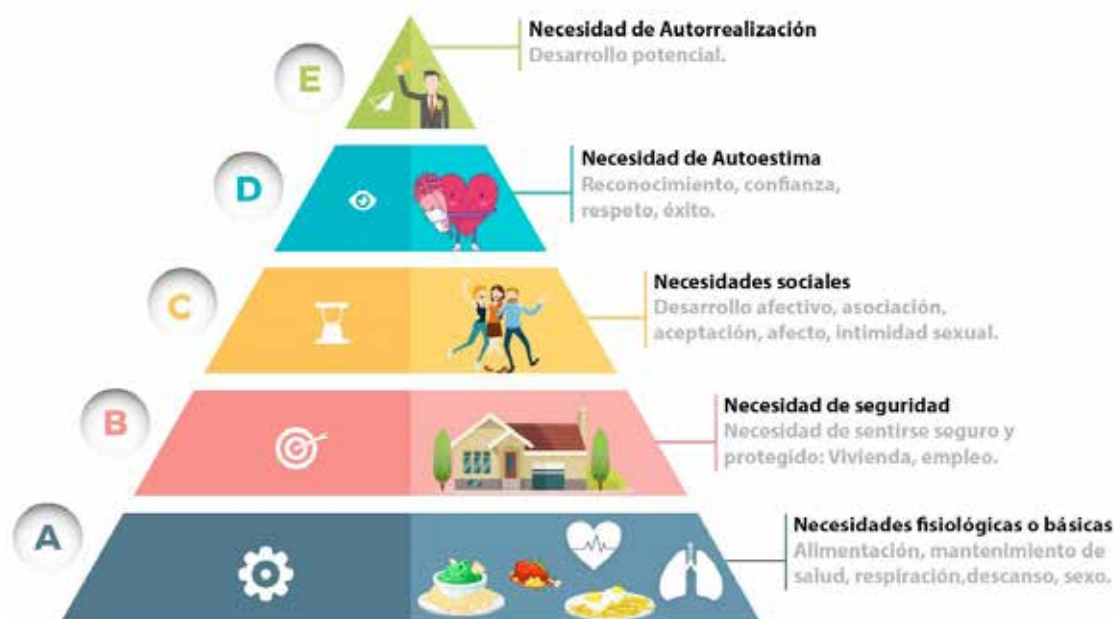 E
Necesidad de Autorrealización
Desarrollo potencial.
D
Necesidad de Autoestima
Reconocimiento, confianza,
respeto, éxito.
C
Necesidades sociales
Desarrollo afectivo, asociación,
aceptación, afecto, intimidad sexual.
B
Necesidad de seguridad
Necesidad de sentirse seguro y
protegido: Vivienda, empleo.
A
Necesidades fisiológicas o básicas
Alimentación, mantenimiento de
salud, respiración,descanso, sexo.